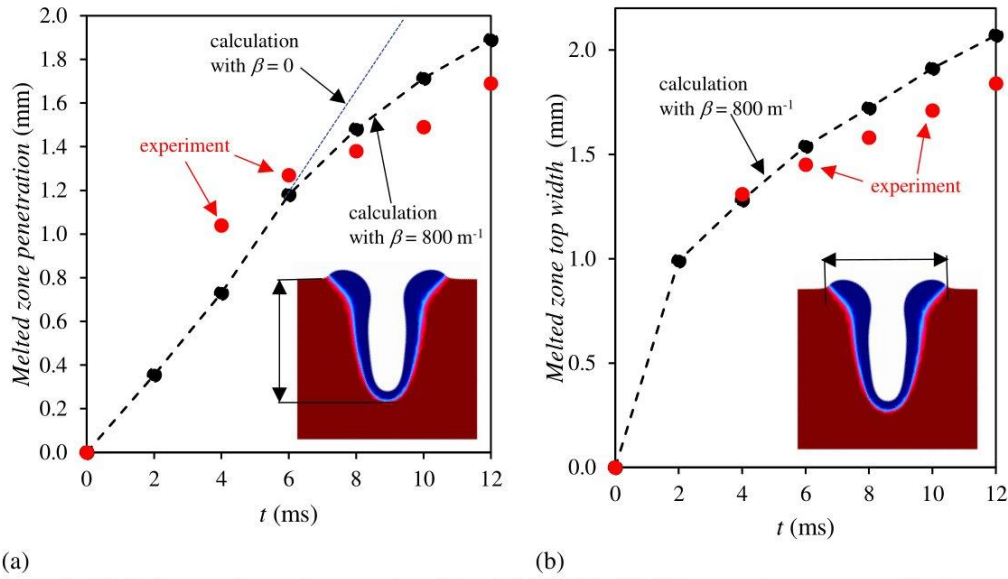 2.0
1.8
1.6
1.4
1.2
1.0
0.8
0.6
0.4
0.2
0.0
Melted zone penetration (mm)
calculation
with β = 0
experiment
calculation
with β = 800 m⁻¹
0 2 4 6 8 10 12
t (ms)
(a)
2.0
1.5
1.0
0.5
0.0
Melted zone top width (mm)
calculation
with β = 800 m⁻¹
experiment
0 2 4 6 8 10 12
t (ms)
(b)